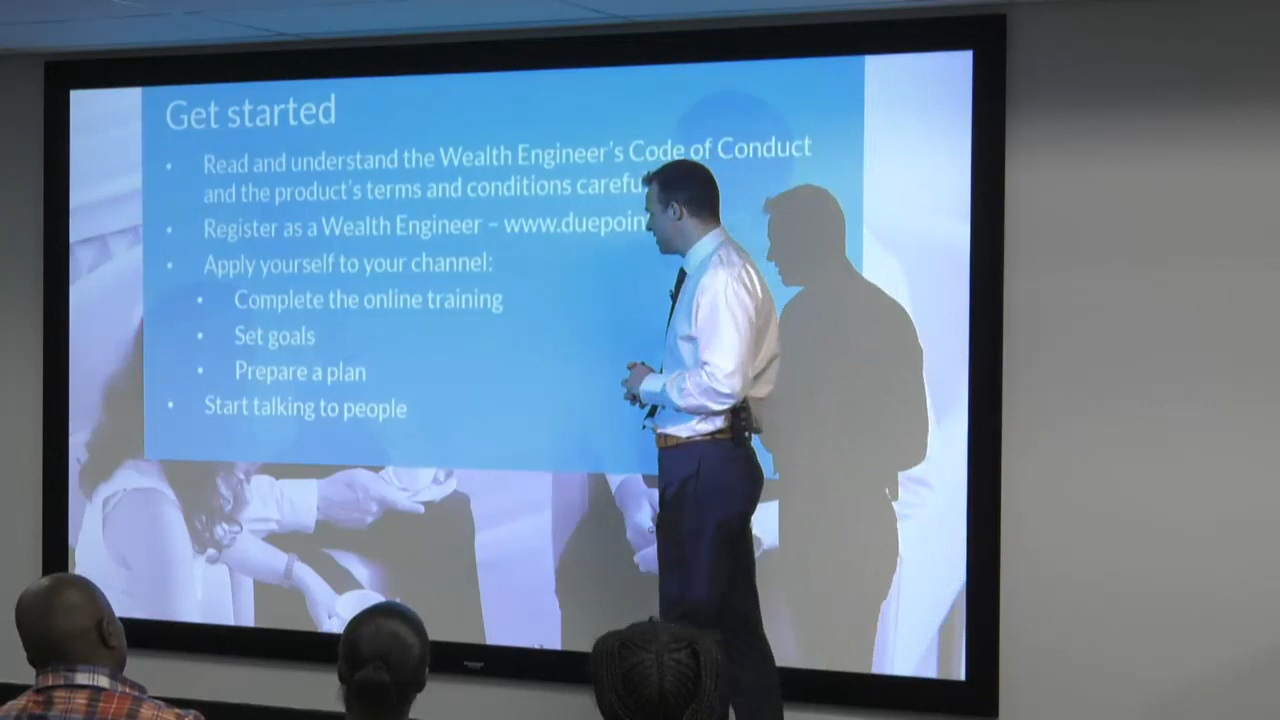 Get started
• Read and understand the Wealth Engineer's Code of Conduct
and the product's terms and conditions carefu
• Register as a Wealth Engineer – www.duepoin
• Apply yourself to your channel:
• Complete the online training
• Set goals
• Prepare a plan
• Start talking to people